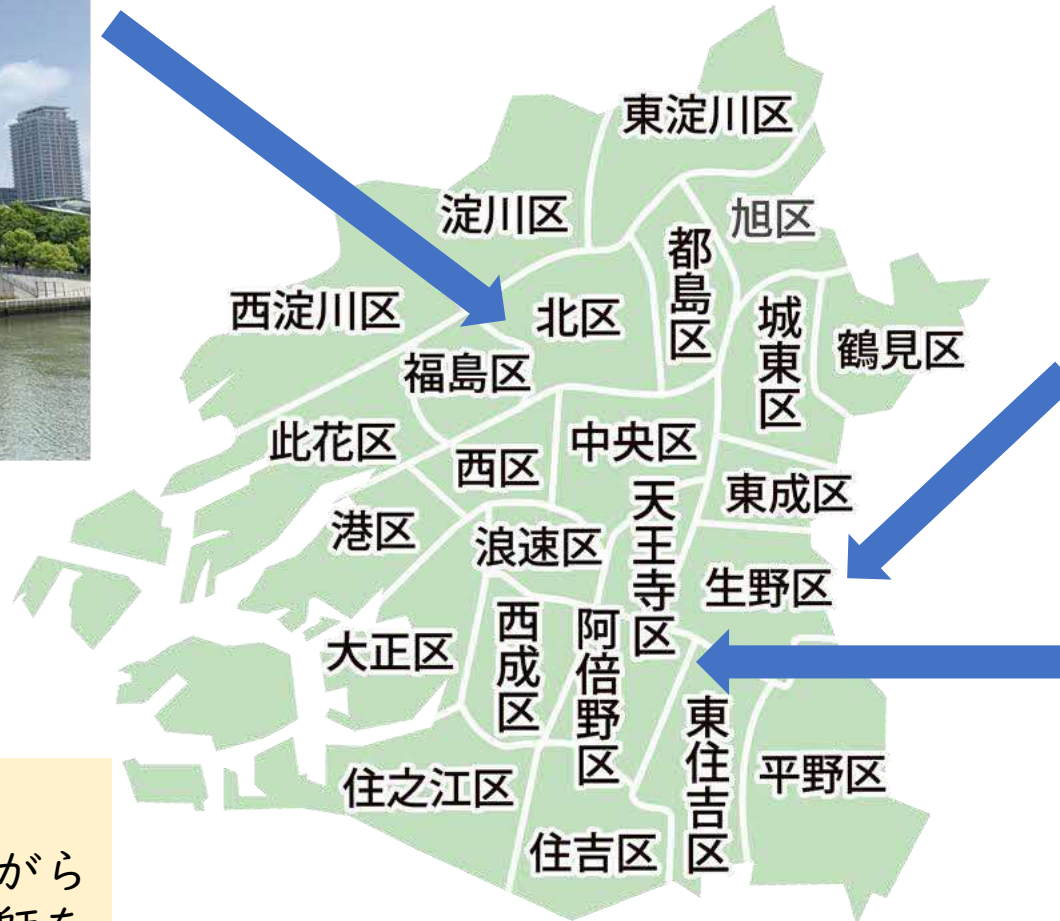 東淀川区
淀川区
旭区
都島区
西淀川区
北区
城東区
鶴見区
福島区
此花区
西区
中央区
東成区
天王寺区
港区
浪速区
生野区
大正区
西成区
阿倍野区
東住吉区
平野区
住之江区
住吉区
がら
師を